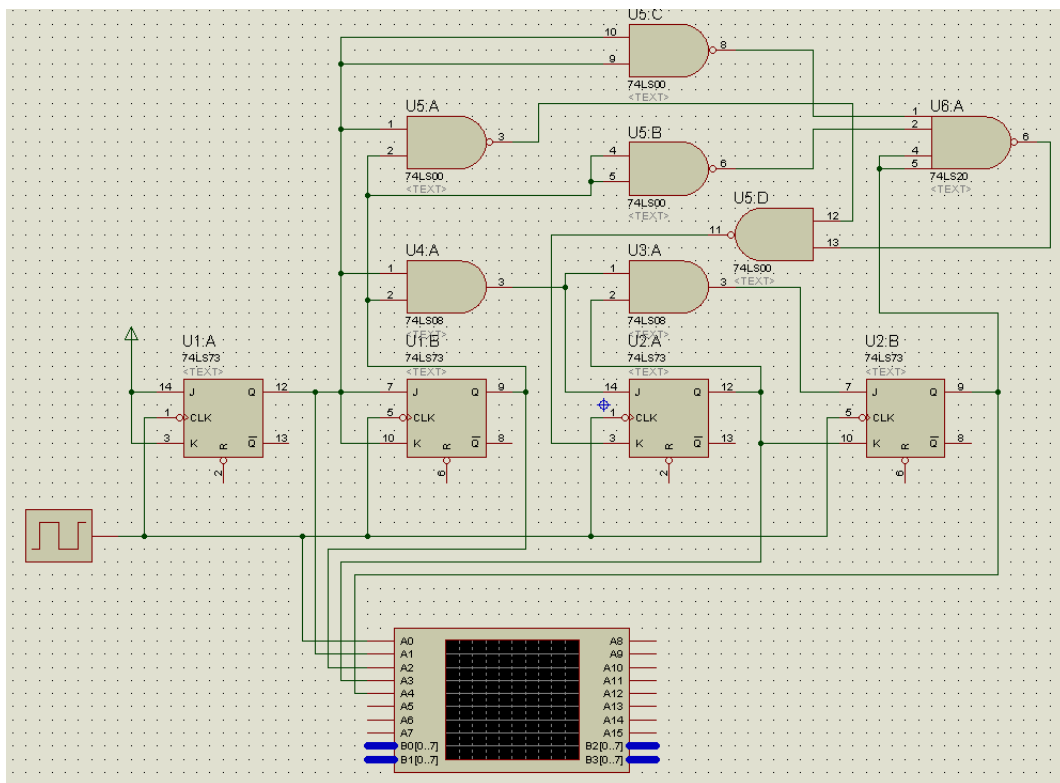 U5:C
10
9
8
74LS00
<TEXT>
U5:A
1
2
3
74LS00
<TEXT>
U5:B
4
5
6
74LS00
<TEXT>
U6:A
1
2
4
5
6
74LS20
<TEXT>
U5:D
11
12
13
74LS00
<TEXT>
U4:A
1
2
3
74LS08
<TEXT>
U3:A
1
2
3
74LS08
<TEXT>
U1:A
74LS73
<TEXT>
14
J
Q
12
1
CLK
3
K
Q
13
R
2
U1:B
74LS73
<TEXT>
7
J
Q
9
5
CLK
10
K
Q
8
R
6
U2:A
74LS73
<TEXT>
14
J
Q
12
1
CLK
3
K
Q
13
R
2
U2:B
74LS73
<TEXT>
7
J
Q
9
5
CLK
10
K
Q
8
R
6
A0
A1
A2
A3
A4
A5
A6
A7
B0[0..7]
B1[0..7]
A8
A9
A10
A11
A12
A13
A14
A15
B2[0..7]
B3[0..7]